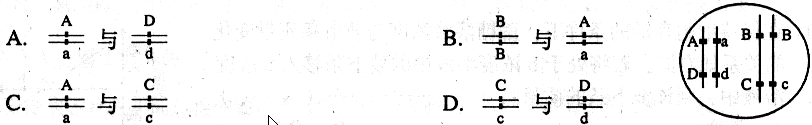 A. A a 与 D d B. B B 与 A a
C. A a 与 C c D. C c 与 D d
A a B B
D d C c